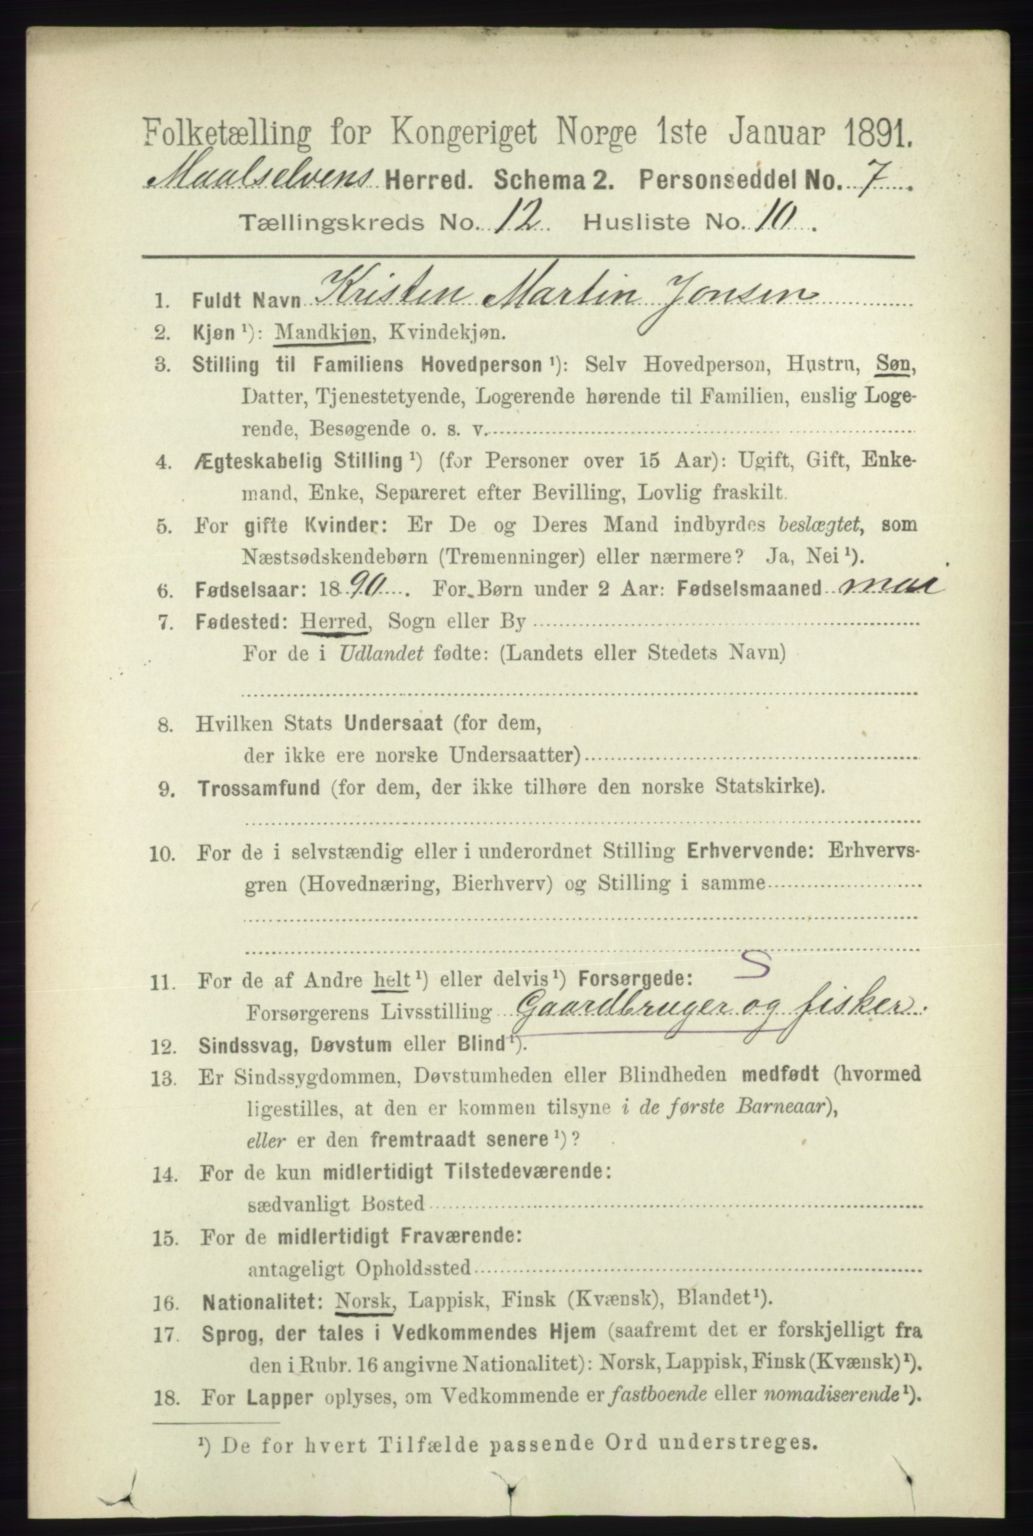 Folketælling for Kongeriget Norge 1ste Januar 1891.
Maalselvens Herred. Schema 2. Personseddel No. 7.
Tællingskreds No. 12 Husliste No. 10.
1. Fuldt Navn Kristen Martin Jonsen
2. Kjøn ¹): Mandkjøn, Kvindekjøn.
3. Stilling til Familiens Hovedperson ¹): Selv Hovedperson, Hustru, Søn,
Datter, Tjenestetyende, Logerende hørende til Familien, enslig Loge-
rende, Besøgende o. s. v.
4. Ægteskabelig Stilling ¹) (for Personer over 15 Aar): Ugift, Gift, Enke-
mand, Enke, Separeret efter Bevilling, Lovlig fraskilt.
5. For gifte Kvinder: Er De og Deres Mand indbyrdes beslægtet, som
Næstsødskendebørn (Tremenninger) eller nærmere? Ja, Nei ¹).
6. Fødselsaar: 1890. For Børn under 2 Aar: Fødselsmaaned mai
7. Fødested: Herred, Sogn eller By
For de i Udlandet fødte: (Landets eller Stedets Navn)
8. Hvilken Stats Undersaat (for dem,
der ikke ere norske Undersaatter)
9. Trossamfund (for dem, der ikke tilhøre den norske Statskirke).
10. For de i selvstændig eller i underordnet Stilling Erhvervende: Erhvervs-
gren (Hovednæring, Bierhverv) og Stilling i samme
S
11. For de af Andre helt ¹) eller delvis ¹) Forsørgede:
Forsørgerens Livsstilling Gaardbruger og fisker.
12. Sindssvag, Døvstum eller Blind ¹).
13. Er Sindssygdommen, Døvstumheden eller Blindheden medfødt (hvormed
ligestilles, at den er kommen tilsyne i de første Barneaar),
eller er den fremtraadt senere ¹)?
14. For de kun midlertidigt Tilstedeværende:
sædvanligt Bosted
15. For de midlertidigt Fraværende:
antageligt Opholdssted
16. Nationalitet: Norsk, Lappisk, Finsk (Kvænsk), Blandet ¹).
17. Sprog, der tales i Vedkommendes Hjem (saafremt det er forskjelligt fra
den i Rubr. 16 angivne Nationalitet): Norsk, Lappisk, Finsk (Kvænsk) ¹).
18. For Lapper oplyses, om Vedkommende er fastboende eller nomadiserende ¹).
¹) De for hvert Tilfælde passende Ord understreges.